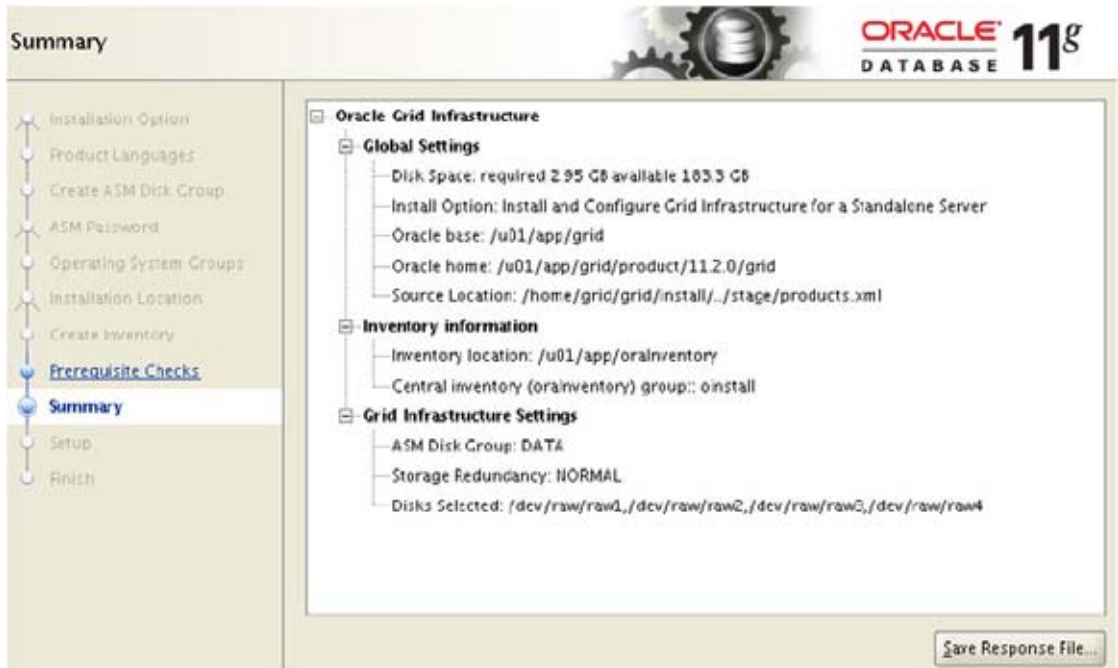 Summary
ORACLE 11g
DATABASE
Installation Option
Product Languages
Create ASM Disk Group
ASM Password
Operating System Groups
Installation Location
Create Inventory
Prerequisite Checks
Summary
Setup
Finish
Oracle Grid Infrastructure
Global Settings
Disk Space: required 2.95 GB available 183.3 GB
Install Option: Install and Configure Grid Infrastructure for a Standalone Server
Oracle base: /u01/app/grid
Oracle home: /u01/app/grid/product/11.2.0/grid
Source Location: /home/grid/grid/install/../stage/products.xml
Inventory information
Inventory location: /u01/app/oraInventory
Central inventory (oraInventory) group:: oinstall
Grid Infrastructure Settings
ASM Disk Group: DATA
Storage Redundancy: NORMAL
Disks Selected: /dev/raw/raw1,/dev/raw/raw2,/dev/raw/raw3,/dev/raw/raw4
Save Response File...